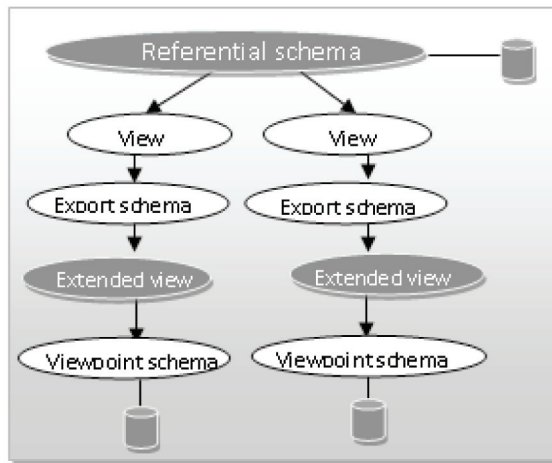 Referential schema
View View
Export schema Export schema
Extended view Extended view
Viewpoint schema Viewpoint schema